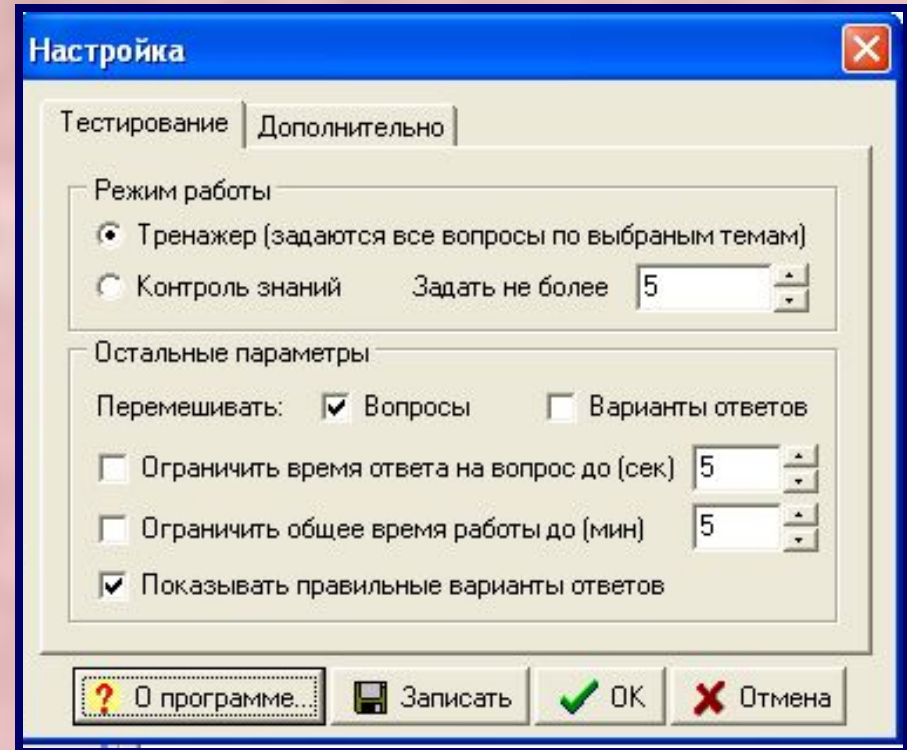 Настройка
Тестирование Дополнительно
Режим работы
Тренажер (задаются все вопросы по выбраным темам)
Контроль знаний Задать не более 5
Остальные параметры
Перемешивать: Вопросы Варианты ответов
Ограничить время ответа на вопрос до (сек) 5
Ограничить общее время работы до (мин) 5
Показывать правильные варианты ответов
? О программе... Записать OK Отмена